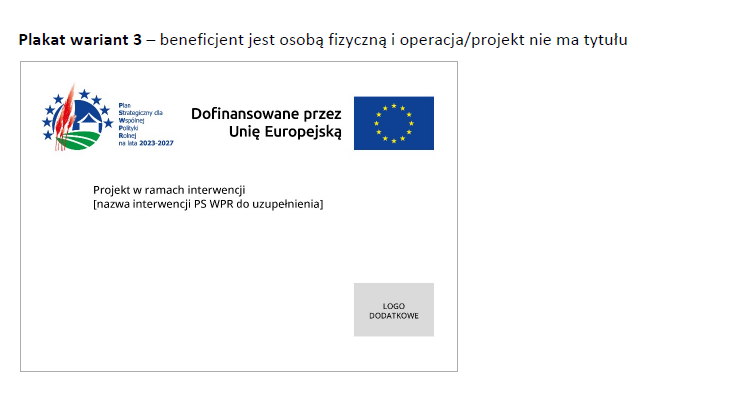 Plakat wariant 3 – beneficjent jest osobą fizyczną i operacja/projekt nie ma tytułu
Plan
Strategiczny dla
Wspólnej
Polityki
Rolnej
na lata 2023-2027
Dofinansowane przez
Unię Europejską
Projekt w ramach interwencji
[nazwa interwencji PS WPR do uzupełnienia]
LOGO
DODATKOWE